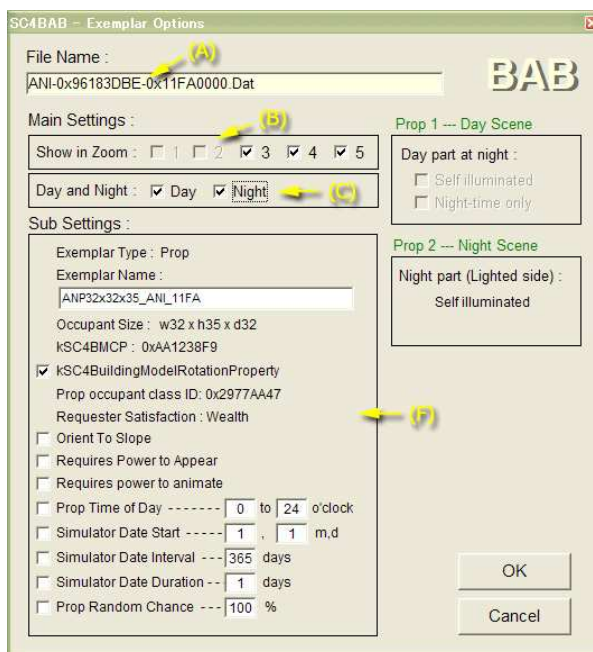 SC4BAB - Exemplar Options
File Name :
(A)
ANI-0x96183DBE-0x11FA0000.Dat
BAB
Main Settings :
(B)
Show in Zoom : 1 2 3 4 5
Day and Night : Day Night
(C)
Sub Settings :
Exemplar Type : Prop
Exemplar Name :
ANP32x32x35_ANI_11FA
Occupant Size : w32 x h35 x d32
kSC4BMCP : 0xAA1238F9
kSC4BuildingModelRotationProperty
Prop occupant class ID: 0x2977AA47
Requester Satisfaction : Wealth
(F)
Orient To Slope
Requires Power to Appear
Requires power to animate
Prop Time of Day ------- 0 to 24 o'clock
Simulator Date Start ----- 1 , 1 m,d
Simulator Date Interval --- 365 days
Simulator Date Duration -- 1 days
Prop Random Chance --- 100 %
Prop 1 --- Day Scene
Day part at night :
Self illuminated
Night-time only
Prop 2 --- Night Scene
Night part (Lighted side) :
Self illuminated
OK
Cancel